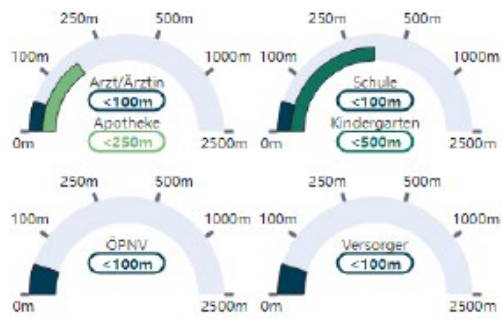 250m 500m
100m 1000m
Arzt/Ärztin
<100m
Apotheke
<250m
0m 2500m
250m 500m
100m 1000m
Schule
<100m
Kindergarten
<500m
0m 2500m
250m 500m
100m 1000m
ÖPNV
<100m
0m 2500m
250m 500m
100m 1000m
Versorger
<100m
0m 2500m